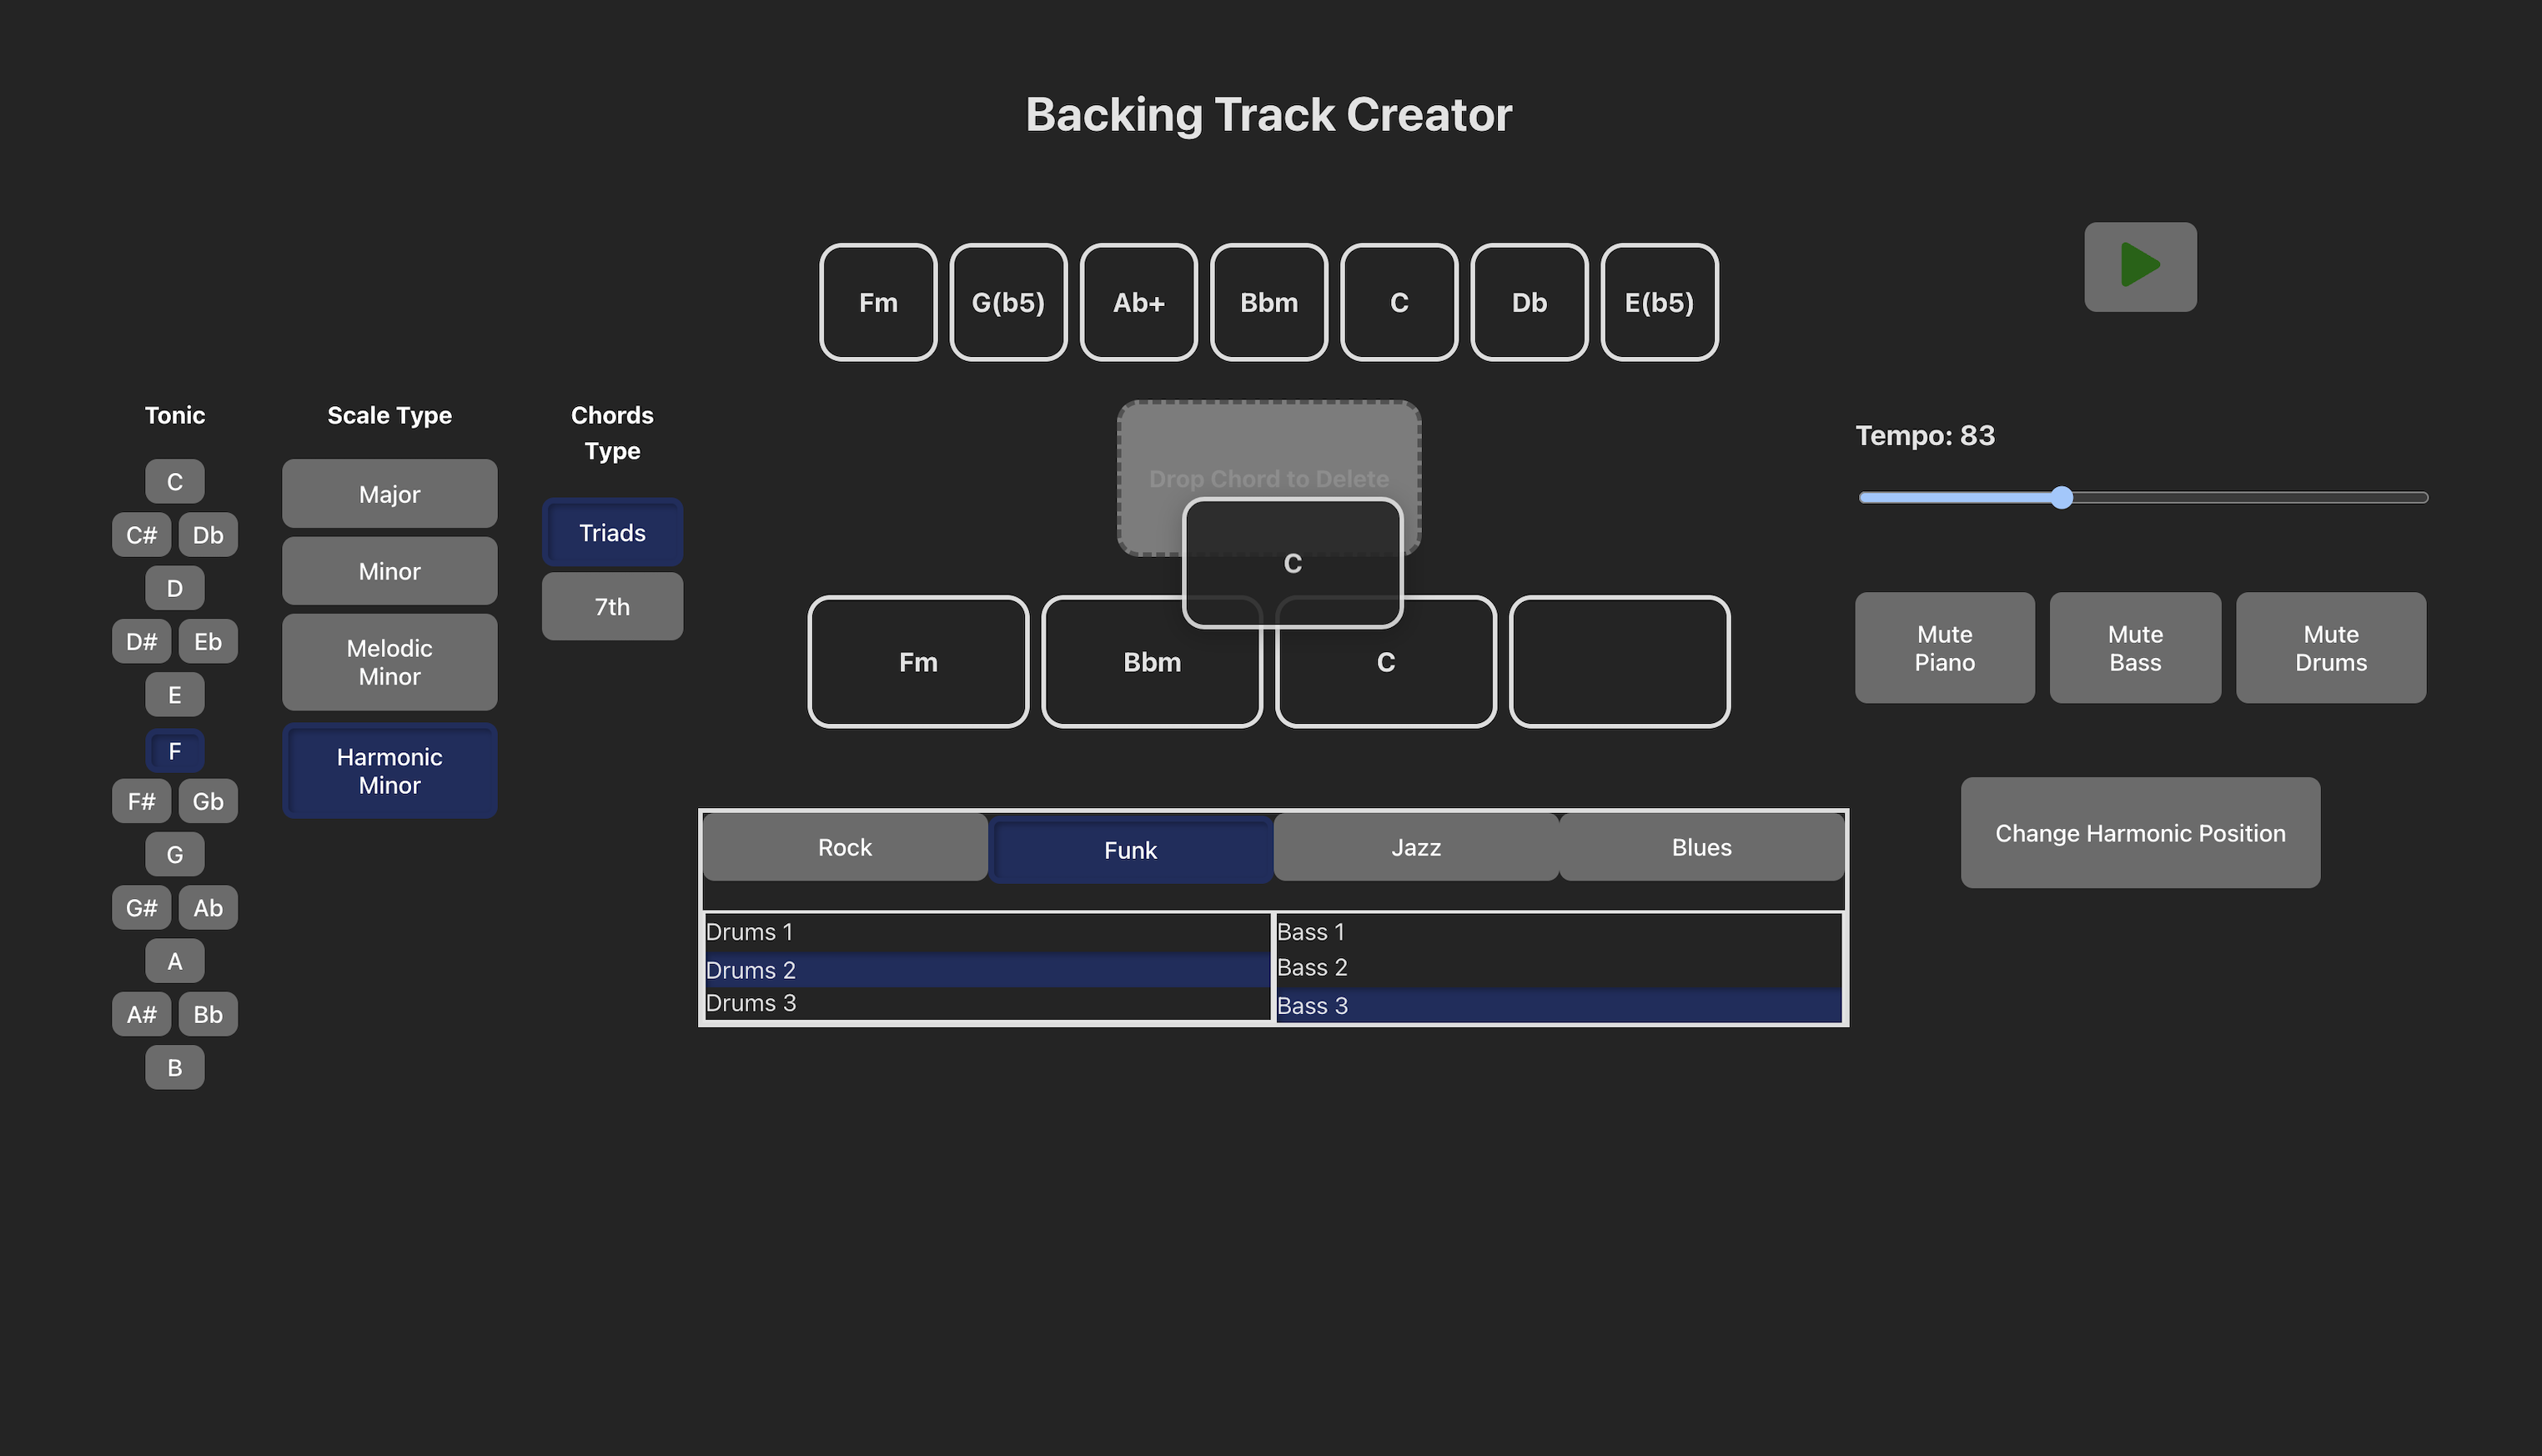 Backing Track Creator
Fm
G(b5)
Ab+
Bbm
C
Db
E(b5)
Tonic
C
C# Db
D
D# Eb
E
F
F# Gb
G
G# Ab
A
A# Bb
B
Scale Type
Major
Minor
Melodic
Minor
Harmonic
Minor
Chords
Type
Triads
7th
Drop Chord to Delete
C
Fm
Bbm
C
Rock
Funk
Jazz
Blues
Drums 1
Drums 2
Drums 3
Bass 1
Bass 2
Bass 3
Tempo: 83
Mute
Piano
Mute
Bass
Mute
Drums
Change Harmonic Position